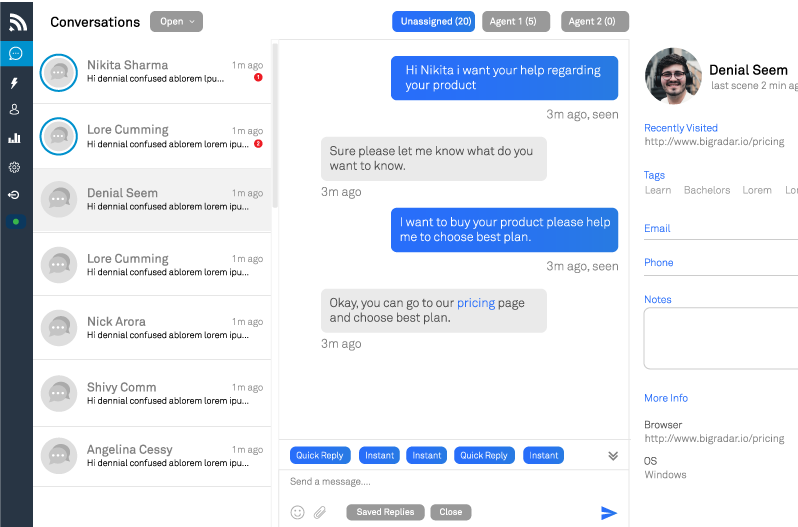 Conversations
Open
Unassigned (20)
Agent 1 (5)
Agent 2 (0)
Nikita Sharma
1m ago
Hi dennial confused ablorem Lpu...
1
Lore Cumming
1m ago
Hi dennial confused ablorem lorem ipu...
2
Denial Seem
1m ago
Hi dennial confused ablorem lorem ipu...
Lore Cumming
1m ago
Hi dennial confused ablorem lorem ipu...
Nick Arora
1m ago
Hi dennial confused ablorem lorem ipu...
Shivy Comm
1m ago
Hi dennial confused ablorem lorem ipu...
Angelina Cessy
1m ago
Hi dennial confused ablorem lorem ipu...
Hi Nikita i want your help regarding
your product
3m ago, seen
Sure please let me know what do you
want to know.
3m ago
I want to buy your product please help
me to choose best plan.
3m ago, seen
Okay, you can go to our pricing page
and choose best plan.
3m ago
Quick Reply
Instant
Instant
Quick Reply
Instant
Send a message....
Saved Replies
Close
Denial Seem
last scene 2 min ag
Recently Visited
http://www.bigradar.io/pricing
Tags
Learn Bachelors Lorem Lor
Email
Phone
Notes
More Info
Browser
http://www.bigradar.io/pricing
OS
Windows